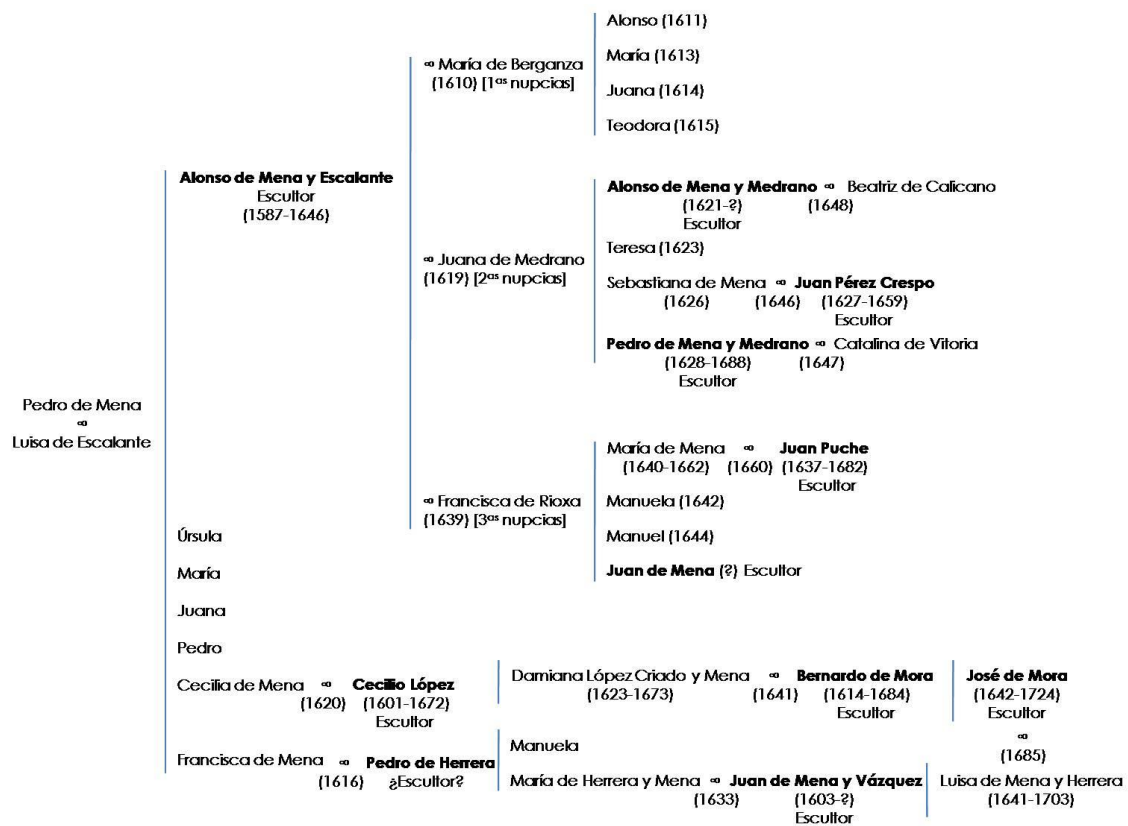 Pedro de Mena
∞
Luisa de Escalante
Alonso de Mena y Escalante
Escultor
(1587-1646)
∞ María de Berganza
(1610) [1as nupcias]
Alonso (1611)
María (1613)
Juana (1614)
Teodora (1615)
∞ Juana de Medrano
(1619) [2as nupcias]
Alonso de Mena y Medrano ∞ Beatriz de Calicano
(1621-?) (1648)
Escultor
Teresa (1623)
Sebastiana de Mena ∞ Juan Pérez Crespo
(1626) (1646) (1627-1659)
Escultor
Pedro de Mena y Medrano ∞ Catalina de Vitoria
(1628-1688) (1647)
Escultor
∞ Francisca de Rioxa
(1639) [3as nupcias]
María de Mena ∞ Juan Puche
(1640-1662) (1660) (1637-1682)
Escultor
Manuela (1642)
Manuel (1644)
Juan de Mena (?) Escultor
Úrsula
María
Juana
Pedro
Cecilia de Mena ∞ Cecilio López
(1620) (1601-1672)
Escultor
Damiana López Criado y Mena ∞ Bernardo de Mora
(1623-1673) (1641) (1614-1684)
Escultor
José de Mora
(1642-1724)
Escultor
∞
(1685)
Francisca de Mena ∞ Pedro de Herrera
(1616) ¿Escultor?
Manuela
María de Herrera y Mena ∞ Juan de Mena y Vázquez
(1633) (1603-?)
Escultor
Luisa de Mena y Herrera
(1641-1703)